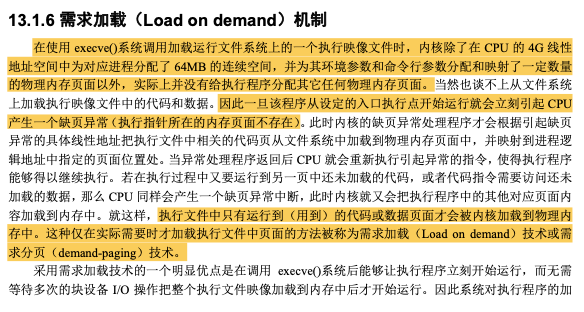 13.1.6 需求加载（Load on demand）机制
在使用 execve()系统调用加载运行文件系统上的一个执行映像文件时，内核除了在 CPU 的 4G 线性
地址空间中为对应进程分配了 64MB 的连续空间，并为其环境参数和命令行参数分配和映射了一定数量
的物理内存页面以外，实际上并没有给执行程序分配其它任何物理内存页面。当然也谈不上从文件系统
上加载执行映像文件中的代码和数据。因此一旦该程序从设定的入口执行点开始运行就会立刻引起 CPU
产生一个缺页异常（执行指针所在的内存页面不存在）。此时内核的缺页异常处理程序才会根据引起缺页
异常的具体线性地址把执行文件中相关的代码页从文件系统中加载到物理内存页面中，并映射到进程逻
辑地址中指定的页面位置处。当异常处理程序返回后 CPU 就会重新执行引起异常的指令，使得执行程序
能够得以继续执行。若在执行过程中又要运行到另一页中还未加载的代码，或者代码指令需要访问还未
加载的数据，那么 CPU 同样会产生一个缺页异常中断，此时内核就又会把执行程序中的其他对应页面内
容加载到内存中。就这样，执行文件中只有运行到（用到）的代码或数据页面才会被内核加载到物理内
存中。这种仅在实际需要时才加载执行文件中页面的方法被称为需求加载（Load on demand）技术或需
求分页（demand-paging）技术。
采用需求加载技术的一个明显优点是在调用 execve()系统后能够让执行程序立刻开始运行，而无需
等待多次的块设备 I/O 操作把整个执行文件映像加载到内存中后才开始运行。因此系统对执行程序的加